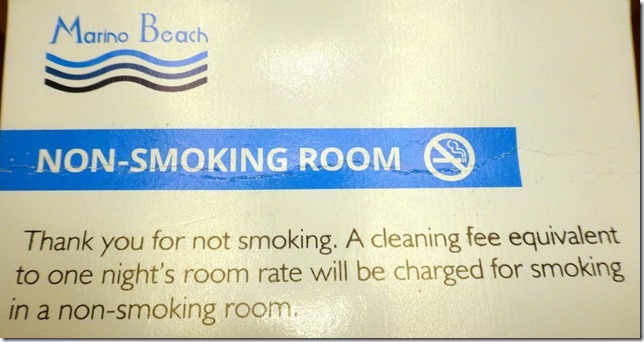 Marino Beach
NON-SMOKING ROOM
Thank you for not smoking. A cleaning fee equivalent
to one night's room rate will be charged for smoking
in a non-smoking room.